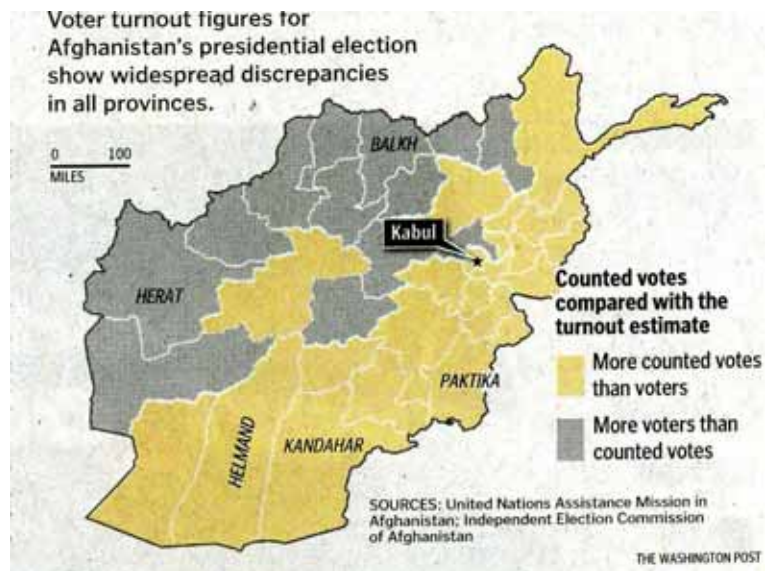 Voter turnout figures for
Afghanistan's presidential election
show widespread discrepancies
in all provinces.
0 100
MILES
BALKH
Kabul
HERAT
Counted votes
compared with the
turnout estimate
More counted votes
than voters
PAKTIKA
More voters than
counted votes
HELMAND
KANDAHAR
SOURCES: United Nations Assistance Mission in
Afghanistan; Independent Election Commission
of Afghanistan
THE WASHINGTON POST